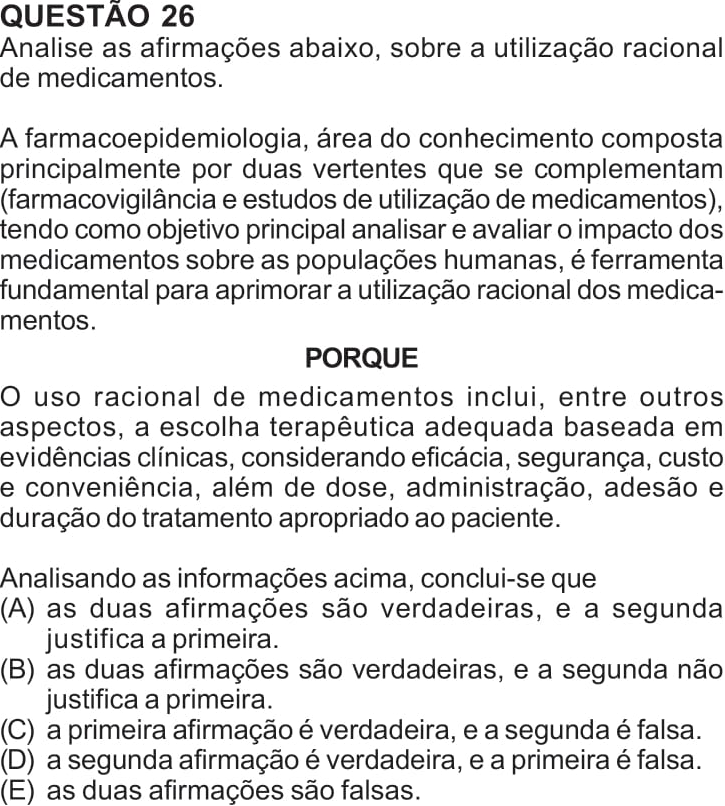 QUESTÃO 26
Analise as afirmações abaixo, sobre a utilização racional
de medicamentos.
A farmacoepidemiologia, área do conhecimento composta
principalmente por duas vertentes que se complementam
(farmacovigilância e estudos de utilização de medicamentos),
tendo como objetivo principal analisar e avaliar o impacto dos
medicamentos sobre as populações humanas, é ferramenta
fundamental para aprimorar a utilização racional dos medica-
mentos.
PORQUE
O uso racional de medicamentos inclui, entre outros
aspectos, a escolha terapêutica adequada baseada em
evidências clínicas, considerando eficácia, segurança, custo
e conveniência, além de dose, administração, adesão e
duração do tratamento apropriado ao paciente.
Analisando as informações acima, conclui-se que
(A) as duas afirmações são verdadeiras, e a segunda
justifica a primeira.
(B) as duas afirmações são verdadeiras, e a segunda não
justifica a primeira.
(C) a primeira afirmação é verdadeira, e a segunda é falsa.
(D) a segunda afirmação é verdadeira, e a primeira é falsa.
(E) as duas afirmações são falsas.